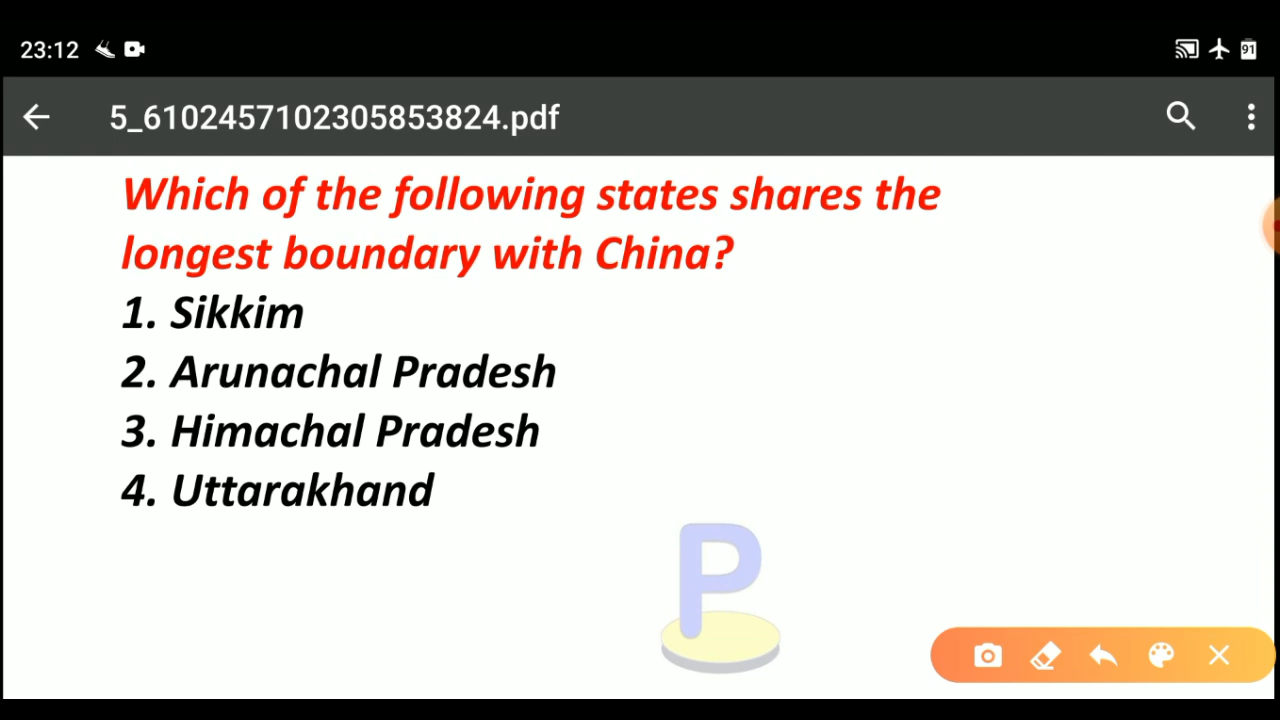 23:12
91
5_6102457102305853824.pdf
Which of the following states shares the
longest boundary with China?
1. Sikkim
2. Arunachal Pradesh
3. Himachal Pradesh
4. Uttarakhand
P